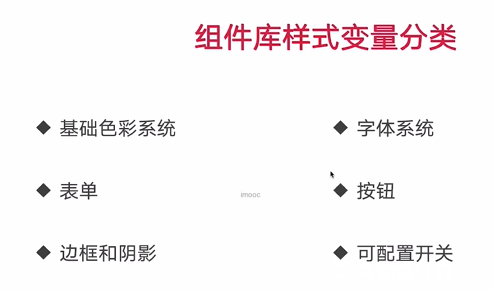 组件库样式变量分类
◆ 基础色彩系统
◆ 字体系统
◆ 表单
◆ 按钮
imooc
◆ 边框和阴影
◆ 可配置开关